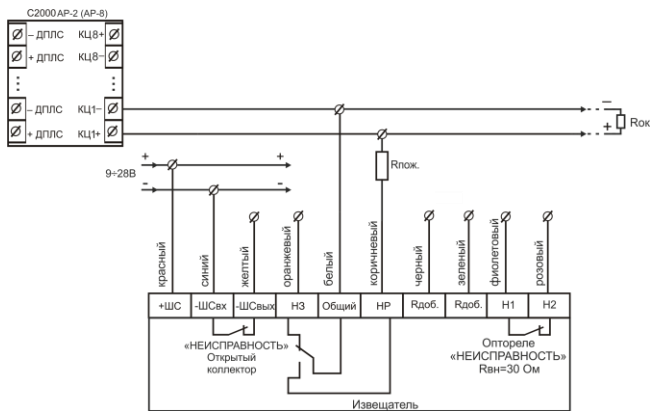 С2000 АР-2 (АР-8)
– ДПЛС КЦ8+
+ ДПЛС КЦ8-
– ДПЛС КЦ1–
+ ДПЛС КЦ1+
–
+
Rок
+ +
9÷28В
- -
Rпож.
красный
синий
желтый
оранжевый
белый
коричневый
черный
зеленый
фиолетовый
розовый
+ШС -ШСвх -ШСвых НЗ Общий НР Rдоб. Rдоб. Н1 Н2
«НЕИСПРАВНОСТЬ»
Открытый
коллектор
Оптореле
«НЕИСПРАВНОСТЬ»
Rвн=30 Ом
Извещатель